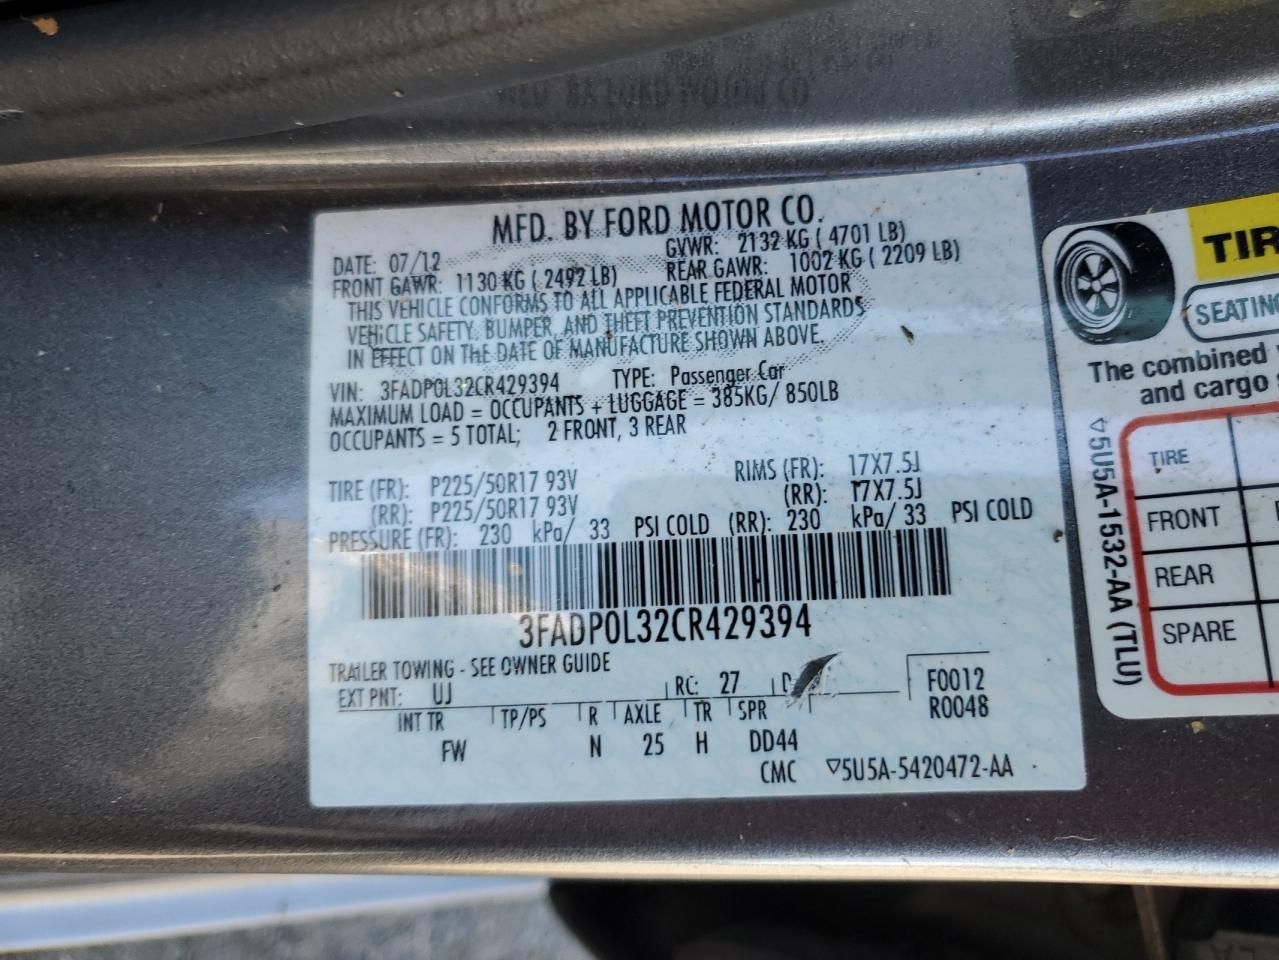 MFD. BY FORD MOTOR CO.
DATE: 07/12 GVWR: 2132 KG ( 4701 LB)
FRONT GAWR: 1130 KG ( 2492 LB) REAR GAWR: 1002 KG ( 2209 LB)
THIS VEHICLE CONFORMS TO ALL APPLICABLE FEDERAL MOTOR
VEHICLE SAFETY, BUMPER, AND THEFT PREVENTION STANDARDS
IN EFFECT ON THE DATE OF MANUFACTURE SHOWN ABOVE.
VIN: 3FADP0L32CR429394 TYPE: Passenger Car
MAXIMUM LOAD = OCCUPANTS + LUGGAGE = 385KG/ 850LB
OCCUPANTS = 5 TOTAL; 2 FRONT, 3 REAR
TIRE (FR): P225/50R17 93V RIMS (FR): 17X7.5J
(RR): P225/50R17 93V (RR): 17X7.5J
PRESSURE (FR): 230 kPa/ 33 PSI COLD (RR): 230 kPa/ 33 PSI COLD
3FADP0L32CR429394
TRAILER TOWING - SEE OWNER GUIDE
EXT PNT: UJ RC: 27 F0012
INT TR TP/PS R AXLE TR SPR R0048
FW N 25 H DD44
CMC ▽5U5A-5420472-AA
TIR
SEATING
The combined
and cargo
▽5U5A-1532-AA (TLU)
TIRE
FRONT
REAR
SPARE